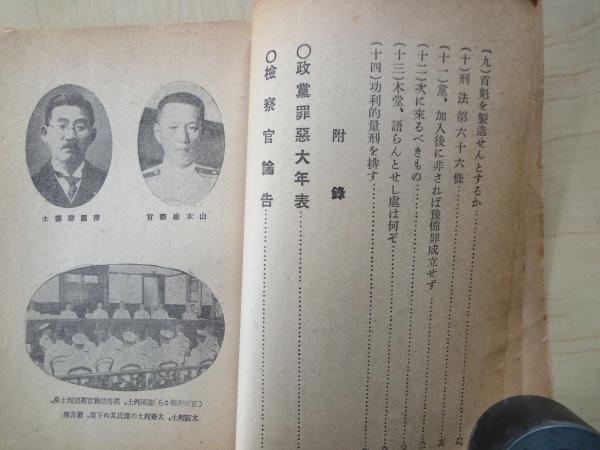 (九)首魁を製造せんとするか
(十)刑法第六十六條
(十一)黨、加入後に非されば豫備罪成立せず
(十二)次に來るべきもの
(十三)木堂、語らんとせし處は何ぞ
(十四)功利的量刑を排す
附錄
〇政黨罪惡大年表
〇檢察官論告
山本檢察官
清瀨辯護士